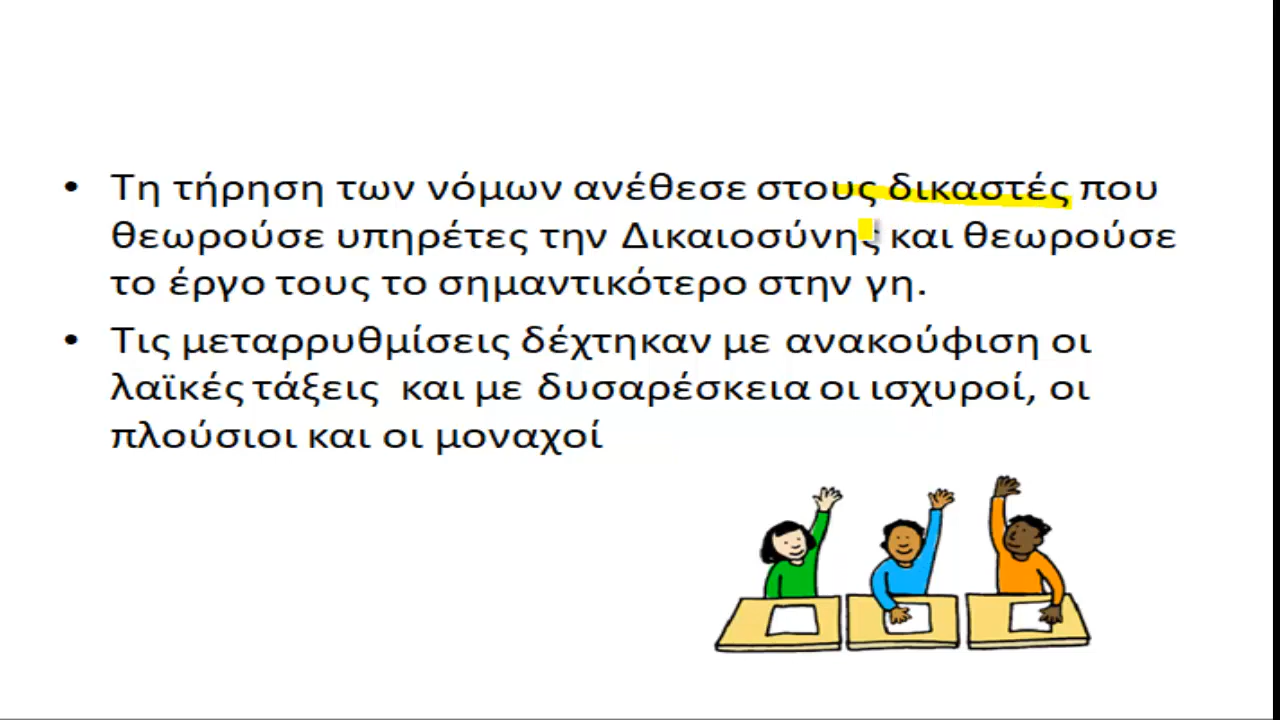 • Τη τήρηση των νόμων ανέθεσε στους δικαστές που
θεωρούσε υπηρέτες την Δικαιοσύνης και θεωρούσε
το έργο τους το σημαντικότερο στην γη.
• Τις μεταρρυθμίσεις δέχτηκαν με ανακούφιση οι
λαϊκές τάξεις και με δυσαρέσκεια οι ισχυροί, οι
πλούσιοι και οι μοναχοί